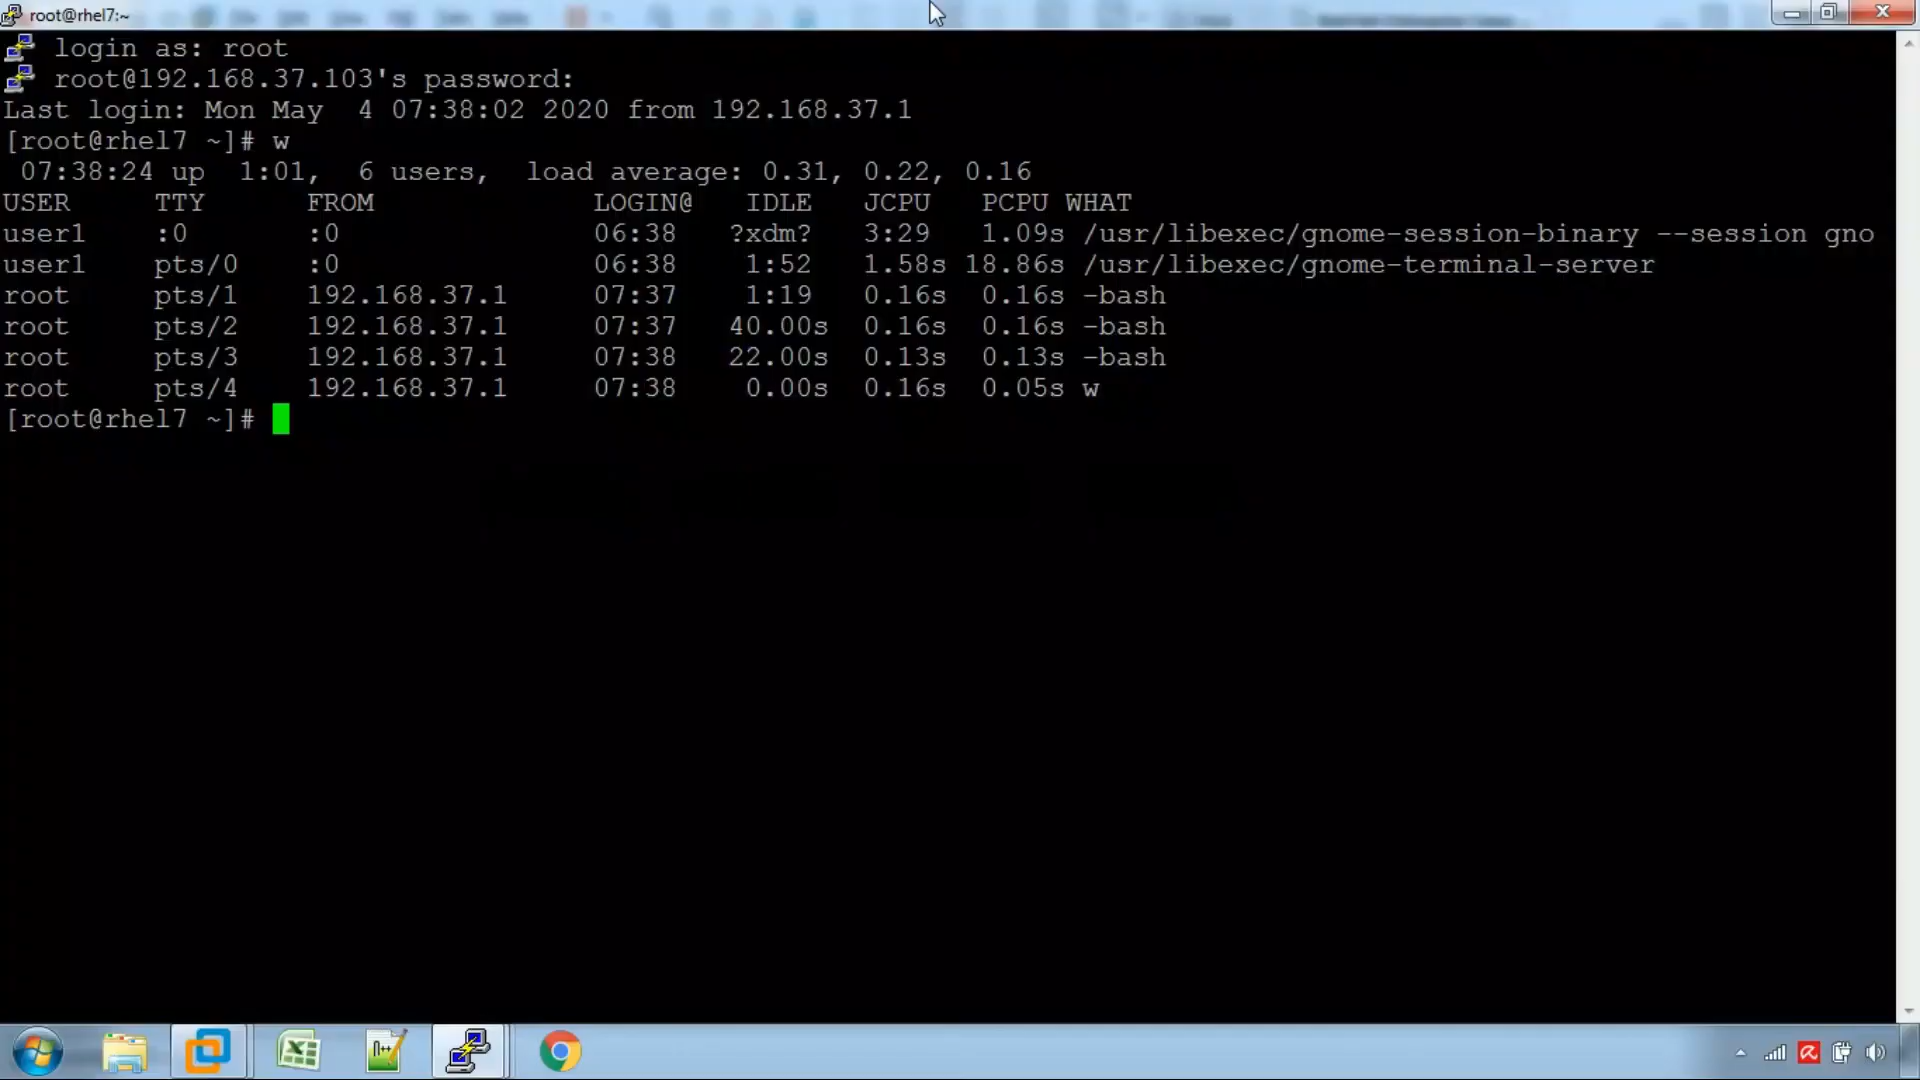 root@rhel7:~
login as: root
root@192.168.37.103's password:
Last login: Mon May  4 07:38:02 2020 from 192.168.37.1
[root@rhel7 ~]# w
 07:38:24 up  1:01,  6 users,  load average: 0.31, 0.22, 0.16
USER     TTY      FROM             LOGIN@   IDLE   JCPU   PCPU WHAT
user1    :0       :0               06:38   ?xdm?   3:29   1.09s /usr/libexec/gnome-session-binary --session gno
user1    pts/0    :0               06:38    1:52   1.58s 18.86s /usr/libexec/gnome-terminal-server
root     pts/1    192.168.37.1     07:37    1:19   0.16s  0.16s -bash
root     pts/2    192.168.37.1     07:37   40.00s  0.16s  0.16s -bash
root     pts/3    192.168.37.1     07:38   22.00s  0.13s  0.13s -bash
root     pts/4    192.168.37.1     07:38    0.00s  0.16s  0.05s w
[root@rhel7 ~]#